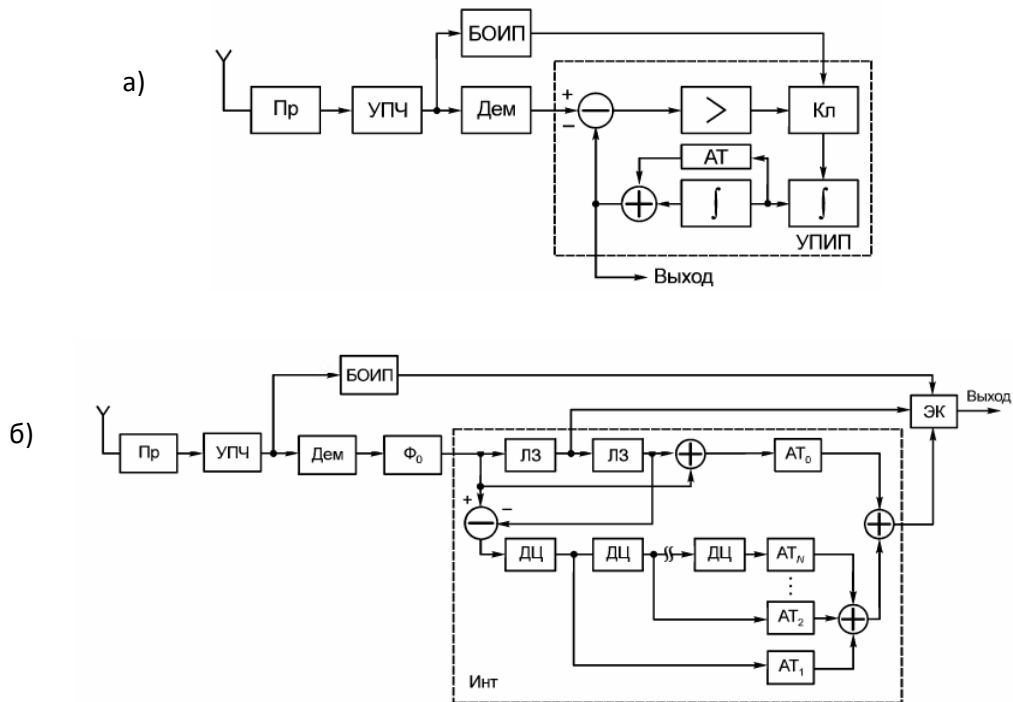 а)
БОИП
Пр
УПЧ
Дем
+
−
−
>
Кл
АТ
+
∫
∫
УПИП
Выход
б)
БОИП
ЭК
Выход
Пр
УПЧ
Дем
Ф₀
ЛЗ
ЛЗ
+
АТ₀
+
−
−
+
ДЦ
ДЦ
ДЦ
АТN
⋮
АТ₂
+
АТ₁
Инт